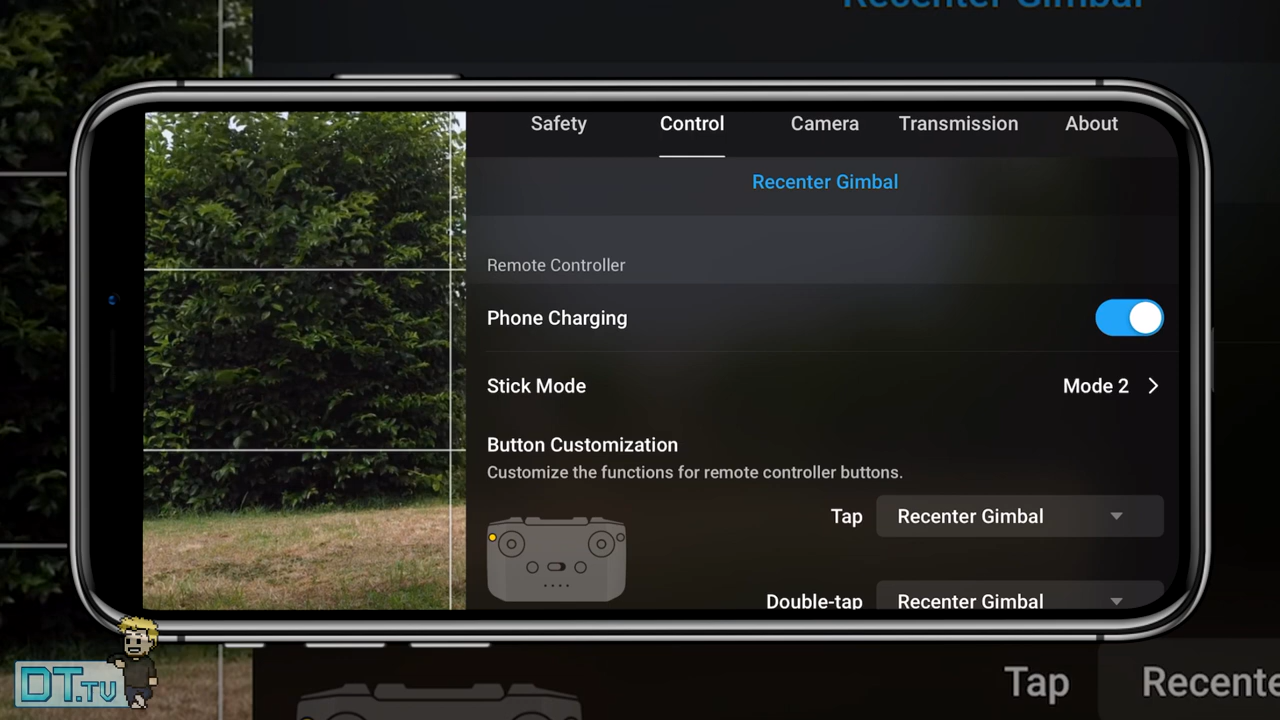 Recenter Gimbal
Safety Control Camera Transmission About
Recenter Gimbal
Remote Controller
Phone Charging
Stick Mode Mode 2
Button Customization
Customize the functions for remote controller buttons.
Tap Recenter Gimbal
Double-tap Recenter Gimbal
DT.TV
Tap Recente